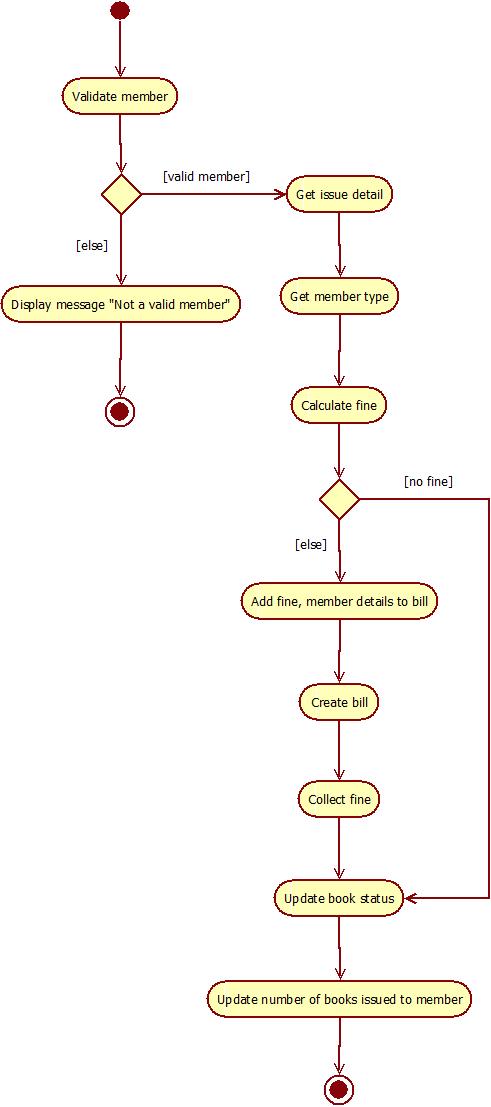 Validate member
[valid member]
Get issue detail
[else]
Display message "Not a valid member"
Get member type
Calculate fine
[no fine]
[else]
Add fine, member details to bill
Create bill
Collect fine
Update book status
Update number of books issued to member